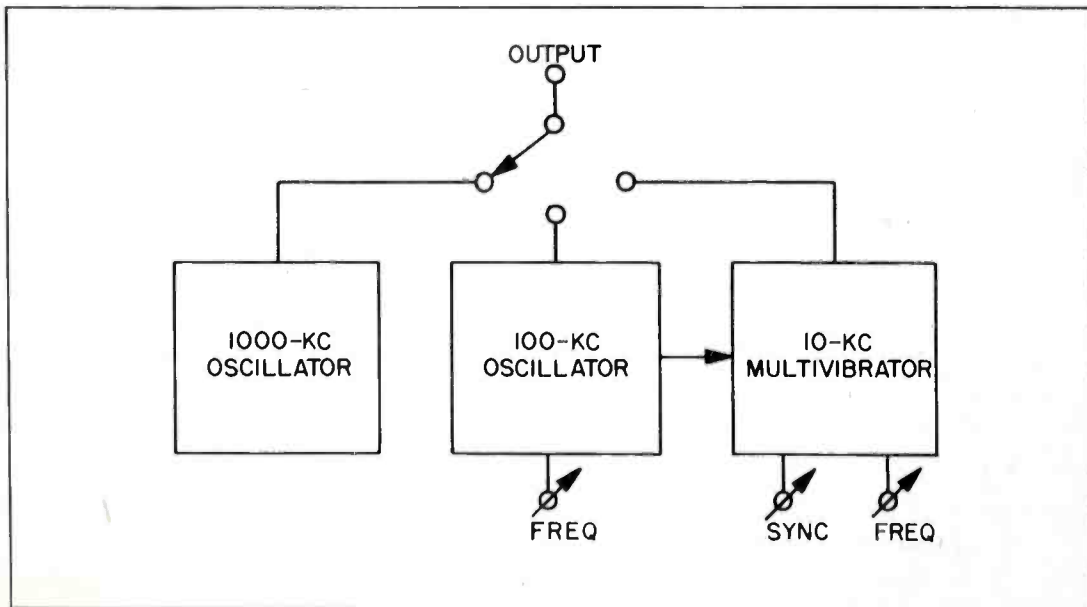 OUTPUT
1000-KC
OSCILLATOR
100-KC
OSCILLATOR
10-KC
MULTIVIBRATOR
FREQ
SYNC
FREQ